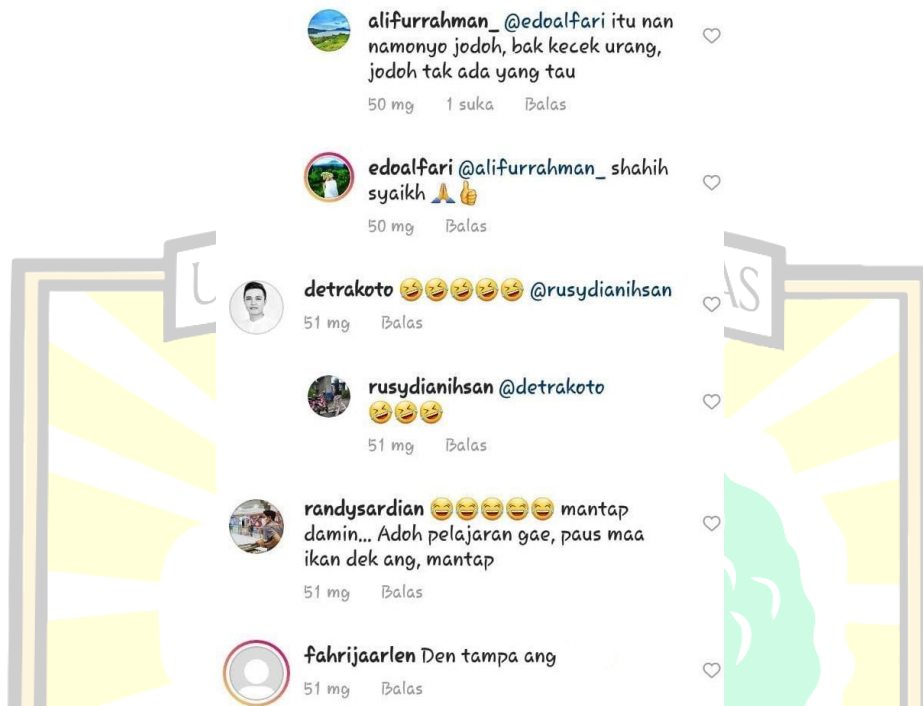 alifurrahman_ @edoalfari itu nan
namonyo jodoh, bak kecek urang,
jodoh tak ada yang tau
50 mg 1 suka Balas
edoalfari @alifurrahman_ shahih
syaikh 🙏👍
50 mg Balas
U AS
detrakoto 🤣🤣🤣🤣🤣 @rusydianihsan
51 mg Balas
rusydianihsan @detrakoto
🤣🤣🤣
51 mg Balas
randysardian 😂😂😂😂😂 mantap
damin... Adoh pelajaran gae, paus maa
ikan dek ang, mantap
51 mg Balas
fahrijaarlen Den tampa ang
51 mg Balas